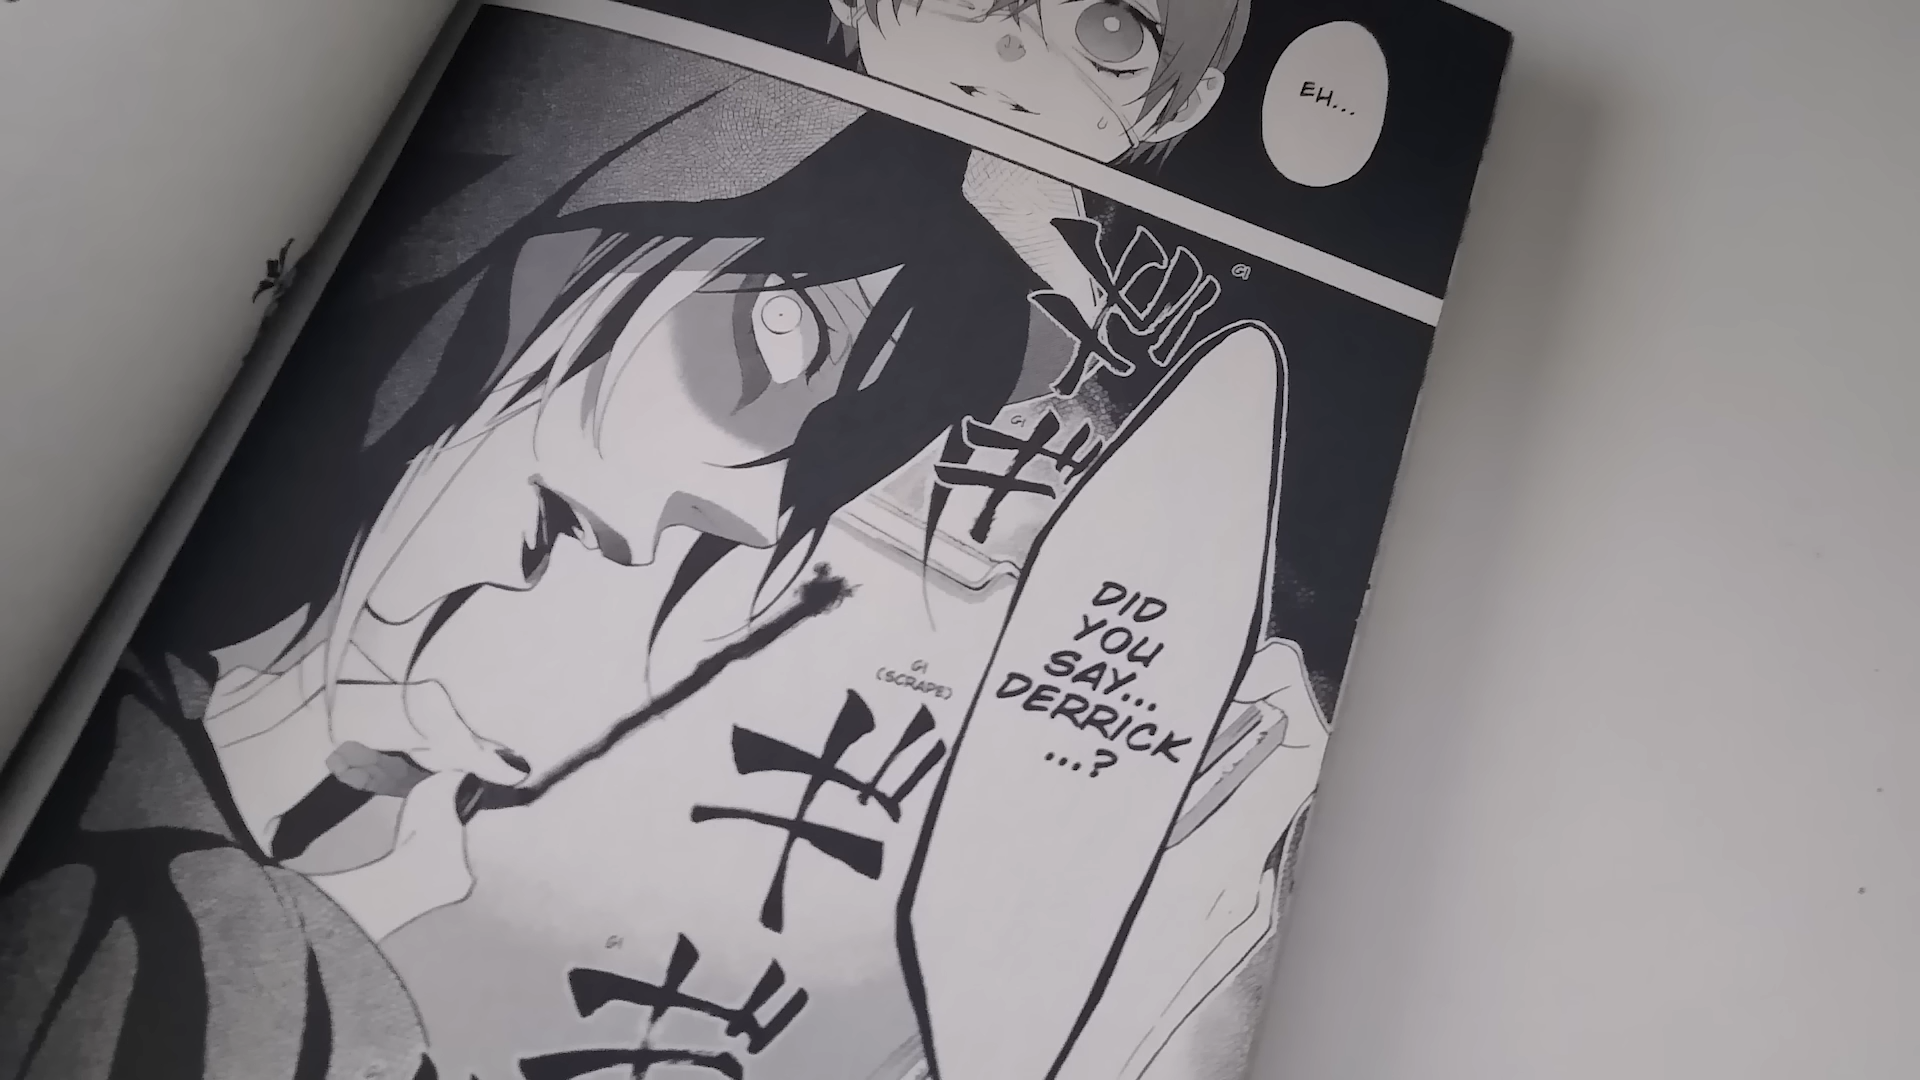 EH...
GI
ギギギギ
GI
GI
(SCRAPE)
DID
YOU
SAY...
DERRICK
...?
GI